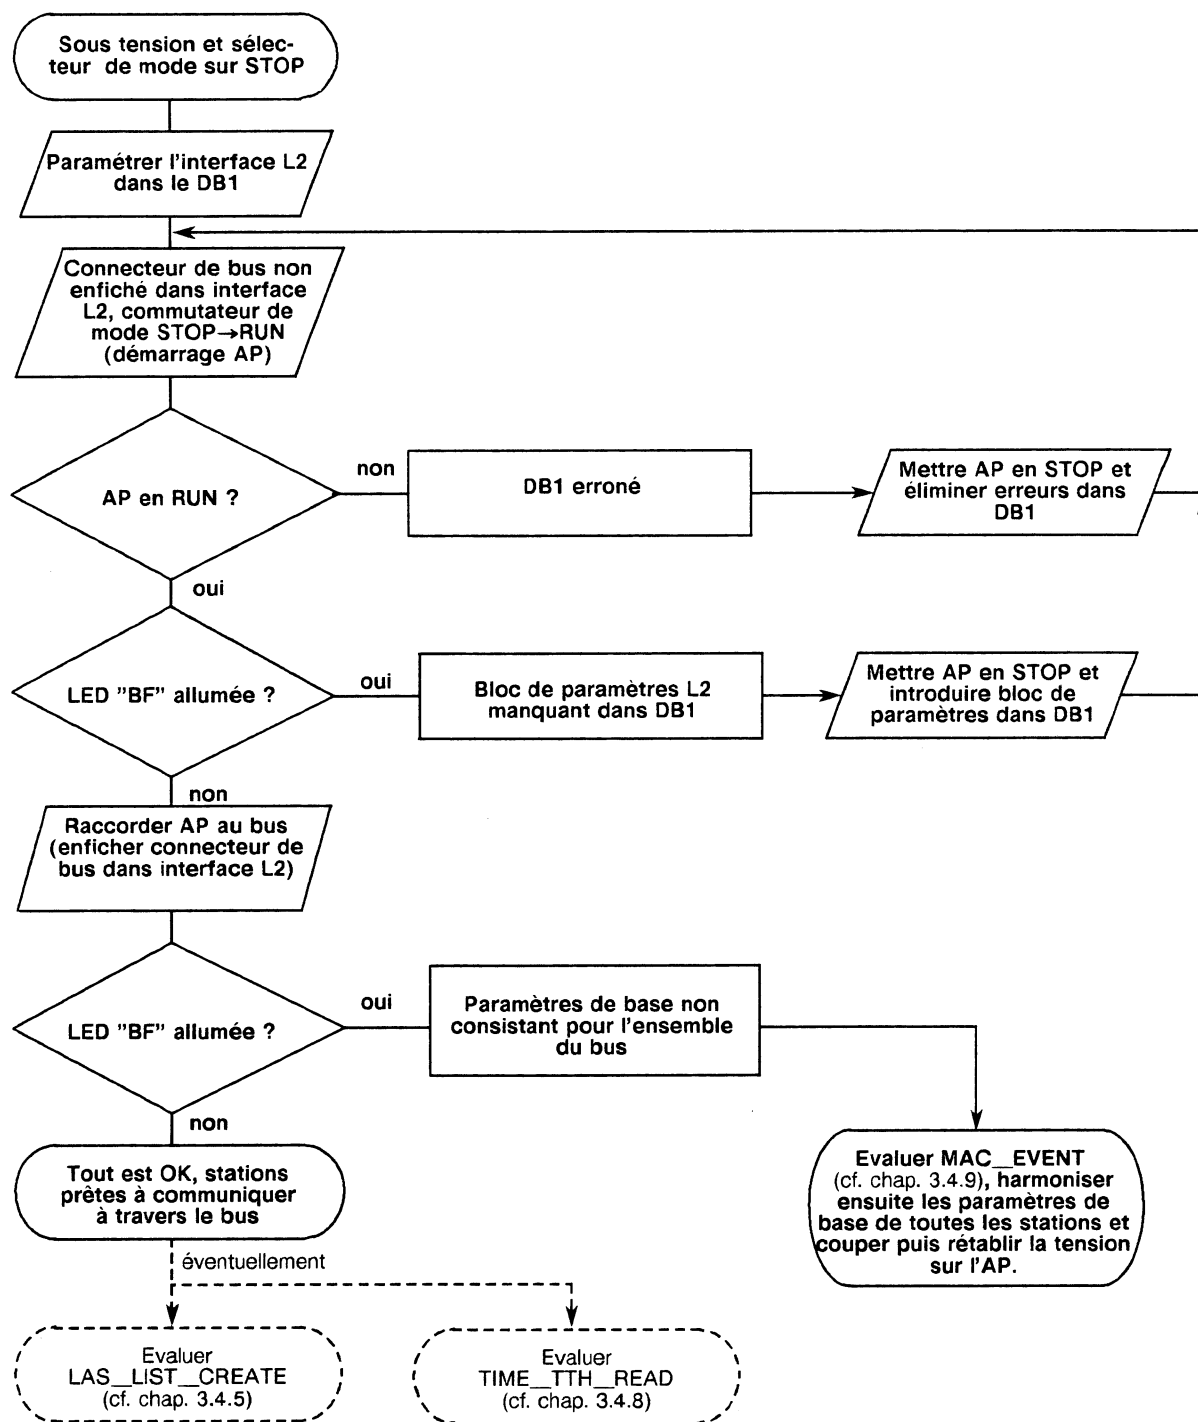 Sous tension et sélec-
teur de mode sur STOP
Paramétrer l'interface L2
dans le DB1
Connecteur de bus non
enfiché dans interface
L2, commutateur de
mode STOP→RUN
(démarrage AP)
AP en RUN ?
non
DB1 erroné
Mettre AP en STOP et
éliminer erreurs dans
DB1
oui
LED "BF" allumée ?
oui
Bloc de paramètres L2
manquant dans DB1
Mettre AP en STOP et
introduire bloc de
paramètres dans DB1
non
Raccorder AP au bus
(enficher connecteur de
bus dans interface L2)
LED "BF" allumée ?
oui
Paramètres de base non
consistant pour l'ensemble
du bus
non
Tout est OK, stations
prêtes à communiquer
à travers le bus
Evaluer MAC__EVENT
(cf. chap. 3.4.9), harmoniser
ensuite les paramètres de
base de toutes les stations et
couper puis rétablir la tension
sur l'AP.
éventuellement
Evaluer
LAS__LIST__CREATE
(cf. chap. 3.4.5)
Evaluer
TIME__TTH__READ
(cf. chap. 3.4.8)